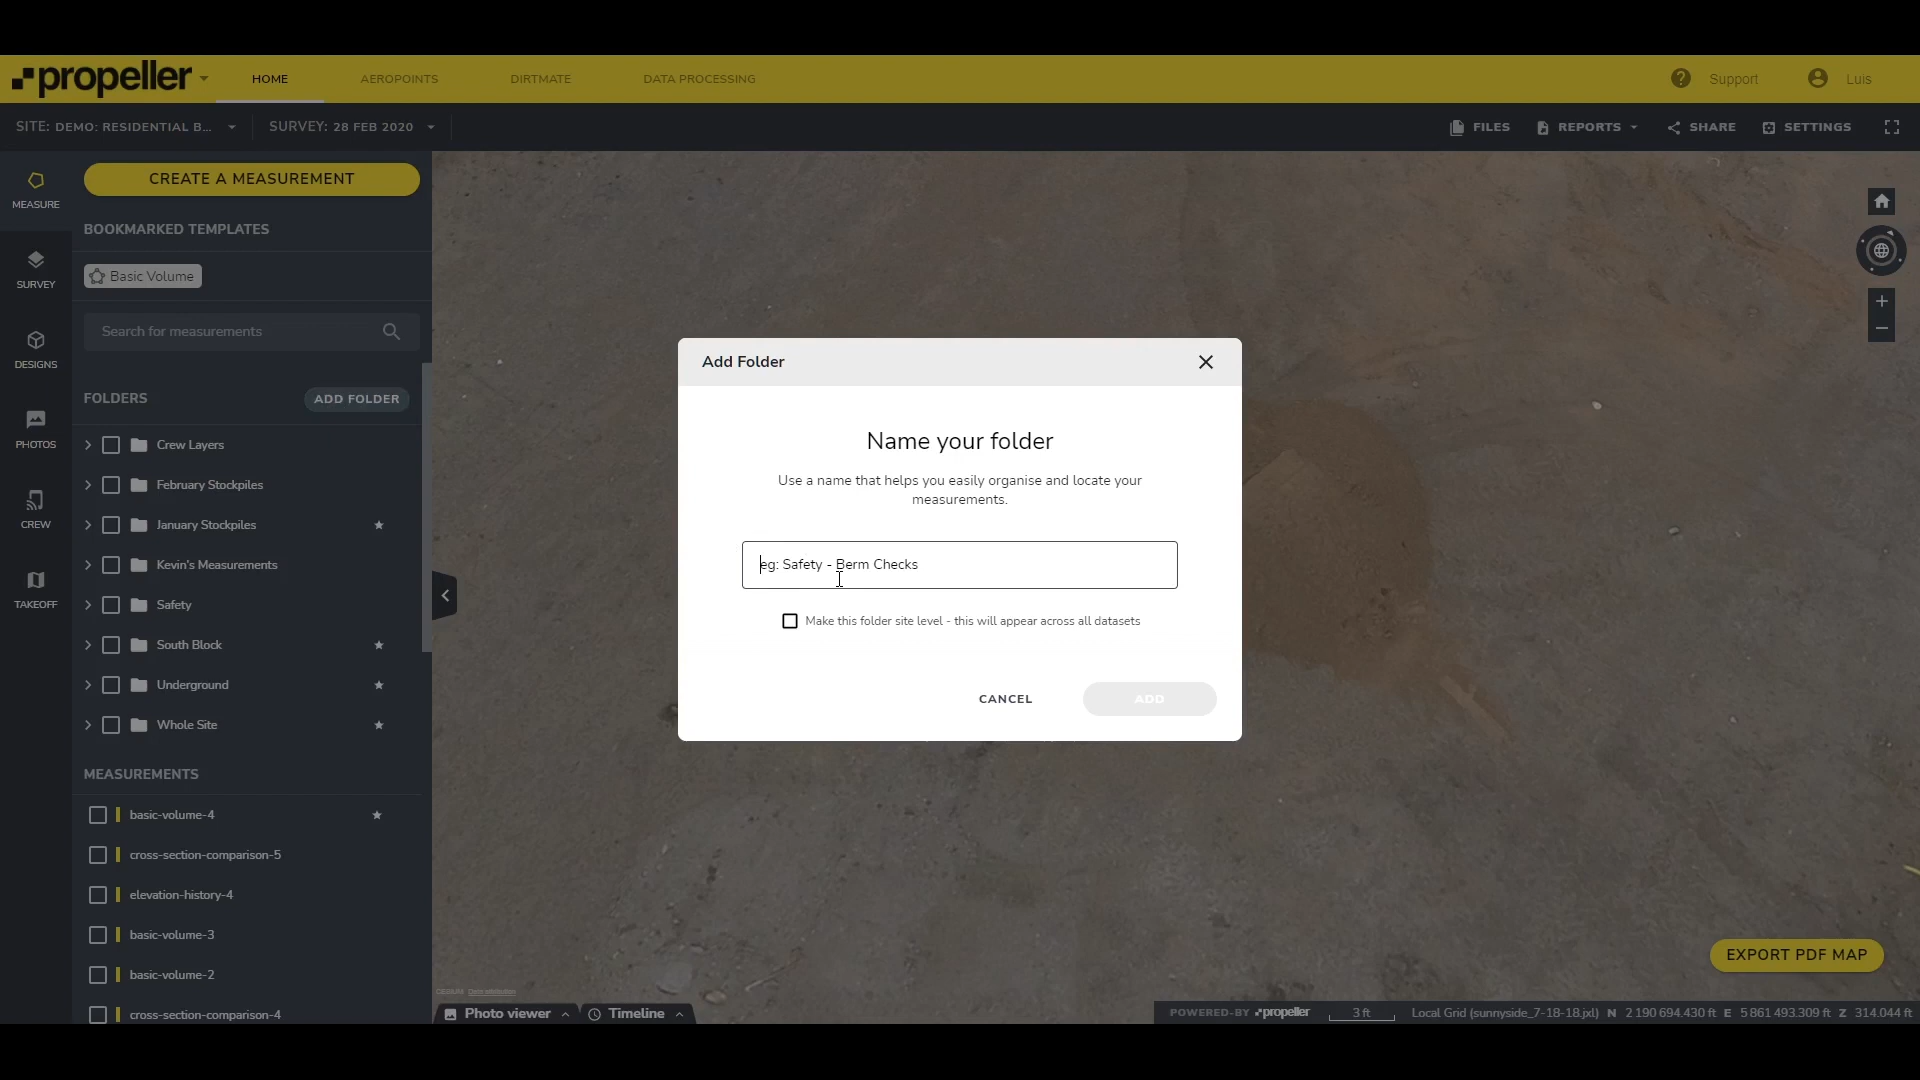 propeller
HOME
AEROPOINTS
DIRTMATE
DATA PROCESSING
Support
Luis
SITE: DEMO: RESIDENTIAL B...
SURVEY: 28 FEB 2020
FILES
REPORTS
SHARE
SETTINGS
MEASURE
SURVEY
DESIGNS
PHOTOS
CREW
TAKEOFF
CREATE A MEASUREMENT
BOOKMARKED TEMPLATES
Basic Volume
Search for measurements
FOLDERS
ADD FOLDER
Crew Layers
February Stockpiles
January Stockpiles
Kevin's Measurements
Safety
South Block
Underground
Whole Site
MEASUREMENTS
basic-volume-4
cross-section-comparison-5
elevation-history-4
basic-volume-3
basic-volume-2
cross-section-comparison-4
Add Folder
Name your folder
Use a name that helps you easily organise and locate your
measurements.
eg: Safety - Berm Checks
Make this folder site level - this will appear across all datasets
CANCEL
ADD
EXPORT PDF MAP
CESIUM Data attribution
Photo viewer
Timeline
POWERED-BY propeller
3 ft
Local Grid (sunnyside_7-18-18.jxl) N 2 190 694.430 ft E 5 861 493.309 ft Z 314.044 ft